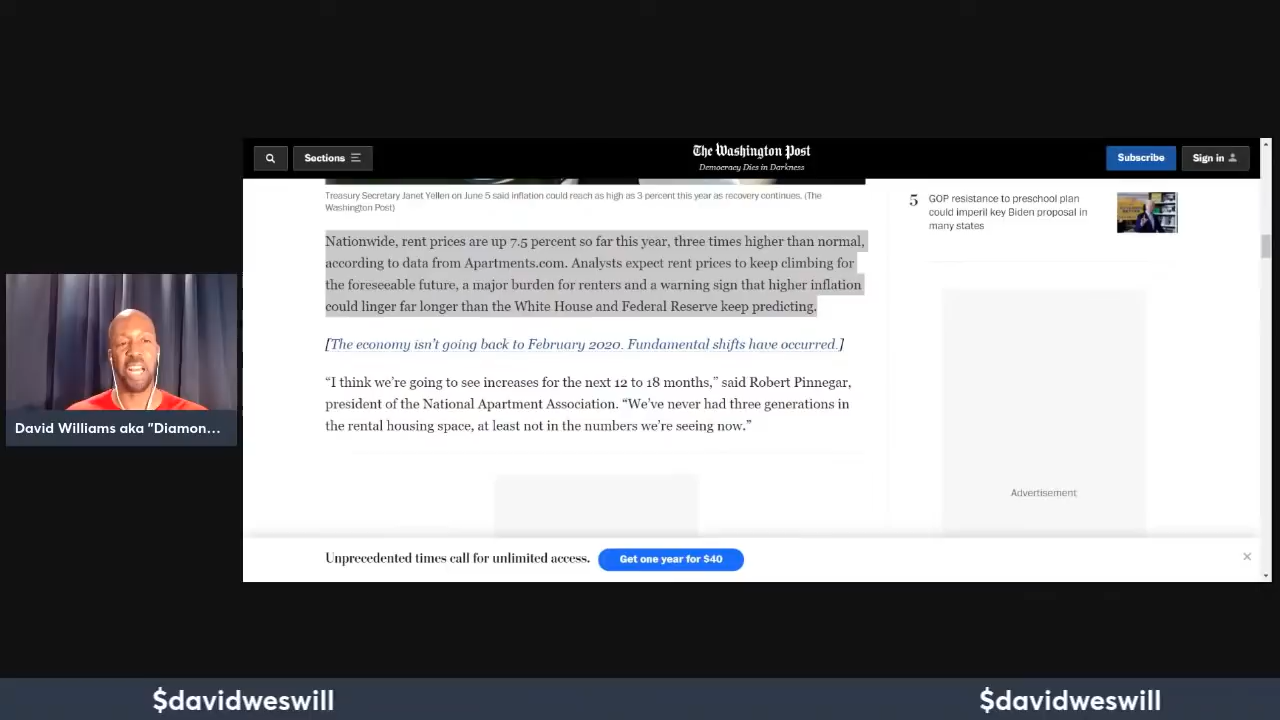 Sections
The Washington Post
Democracy Dies in Darkness
Subscribe
Sign in
Treasury Secretary Janet Yellen on June 5 said inflation could reach as high as 3 percent this year as recovery continues. (The
Washington Post)
Nationwide, rent prices are up 7.5 percent so far this year, three times higher than normal,
according to data from Apartments.com. Analysts expect rent prices to keep climbing for
the foreseeable future, a major burden for renters and a warning sign that higher inflation
could linger far longer than the White House and Federal Reserve keep predicting.
[The economy isn’t going back to February 2020. Fundamental shifts have occurred.]
“I think we’re going to see increases for the next 12 to 18 months,” said Robert Pinnegar,
president of the National Apartment Association. “We’ve never had three generations in
the rental housing space, at least not in the numbers we’re seeing now.”
5
GOP resistance to preschool plan
could imperil key Biden proposal in
many states
Advertisement
Unprecedented times call for unlimited access.
Get one year for $40
David Williams aka "Diamon...
$davidweswill
$davidweswill